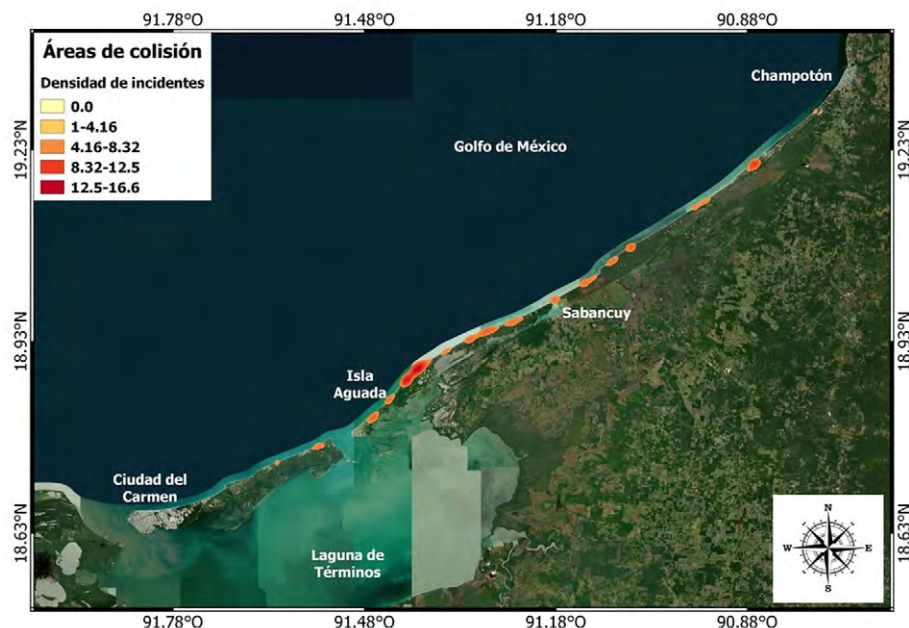 91.78°O 91.48°O 91.18°O 90.88°O
Áreas de colisión
Densidad de incidentes
0.0
1-4.16
4.16-8.32
8.32-12.5
12.5-16.6
Champotón
Golfo de México
19.23°N 19.23°N
Sabancuy
18.93°N 18.93°N
Isla
Aguada
Ciudad del
Carmen
18.63°N 18.63°N
Laguna de
Términos
N
W E
S
91.78°O 91.48°O 91.18°O 90.88°O